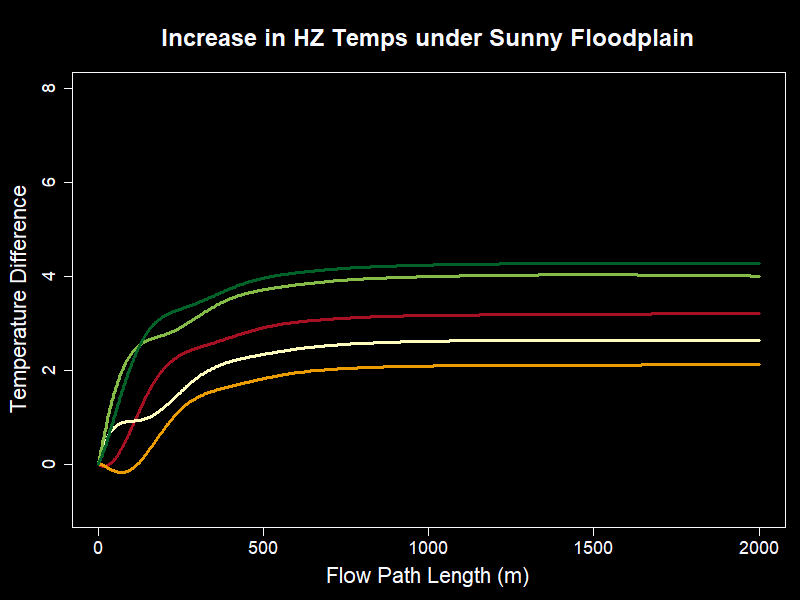 Increase in HZ Temps under Sunny Floodplain
8
6
4
2
0
Temperature Difference
0 500 1000 1500 2000
Flow Path Length (m)